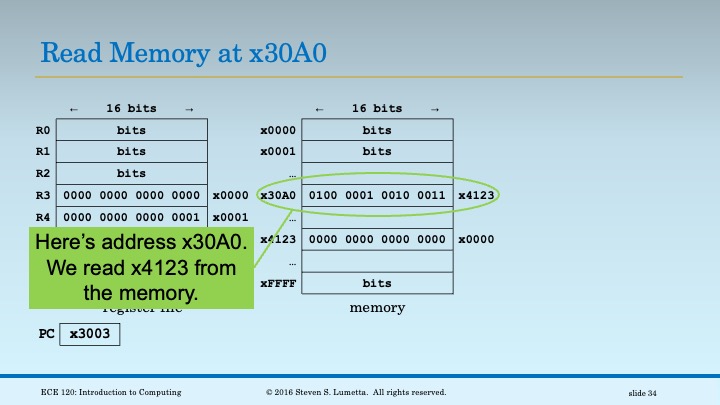 Read Memory at x30A0
← 16 bits → ← 16 bits →
R0 bits x0000 bits
R1 bits x0001 bits
R2 bits …
R3 0000 0000 0000 0000 x0000 x30A0 0100 0001 0010 0011 x4123
R4 0000 0000 0000 0001 x0001 …
Here’s address x30A0.
We read x4123 from
the memory.
x4123 0000 0000 0000 0000 x0000
…
xFFFF bits
register file memory
PC x3003
ECE 120: Introduction to Computing © 2016 Steven S. Lumetta. All rights reserved. slide 34